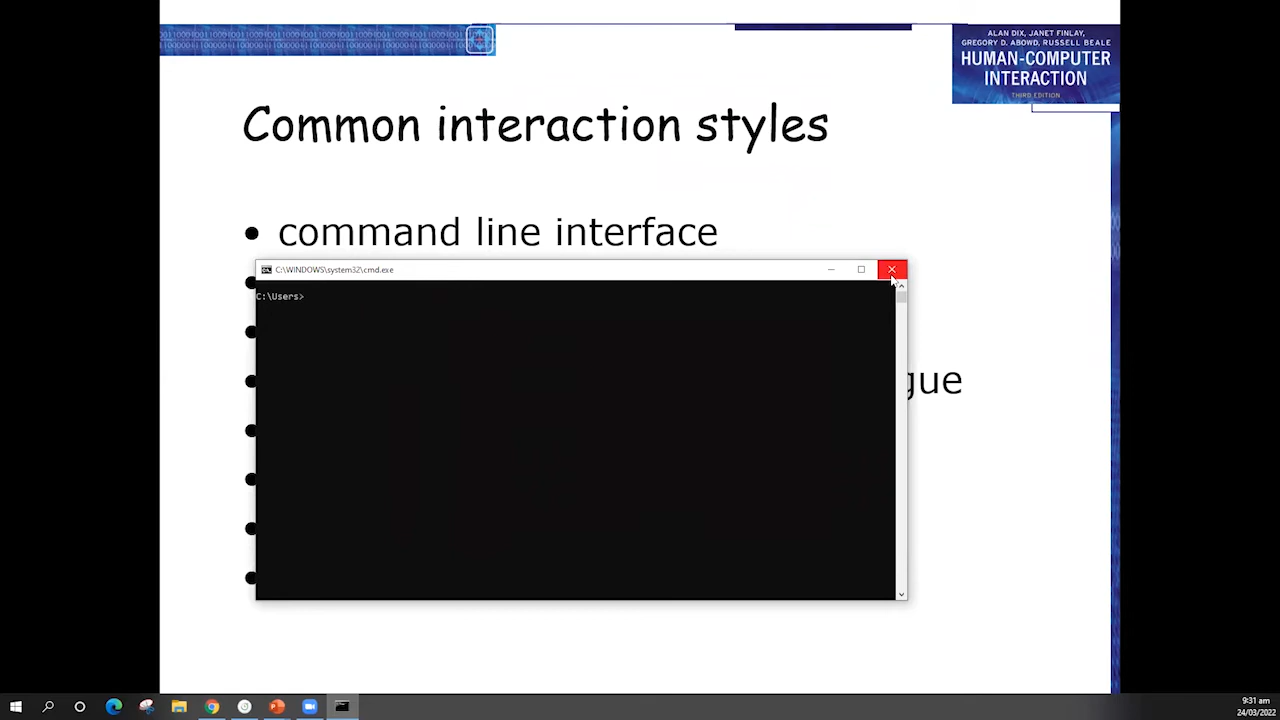 ALAN DIX, JANET FINLAY,
GREGORY D. ABOWD, RUSSELL BEALE
HUMAN-COMPUTER
INTERACTION
THIRD EDITION
Common interaction styles
• command line interface
C:\WINDOWS\system32\cmd.exe
C:\Users>
gue
9:31 am
24/03/2022